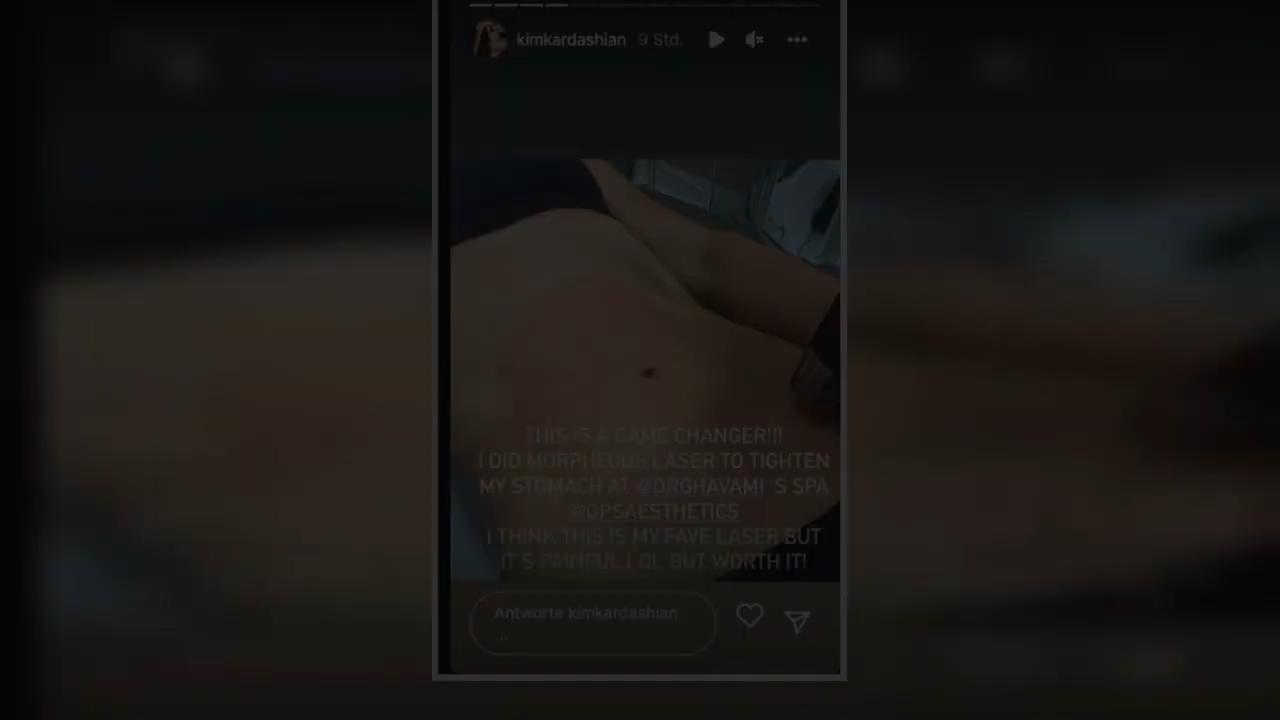 kimkardashian 9 Std.
THIS IS A GAME CHANGER!!!
I DID MORPHEOUS LASER TO TIGHTEN
MY STOMACH AT @DRGHAVAMI S SPA
@GPSAESTHETICS
I THINK THIS IS MY FAVE LASER BUT
IT'S PAINFUL LOL BUT WORTH IT!
Antworte kimkardashian
...